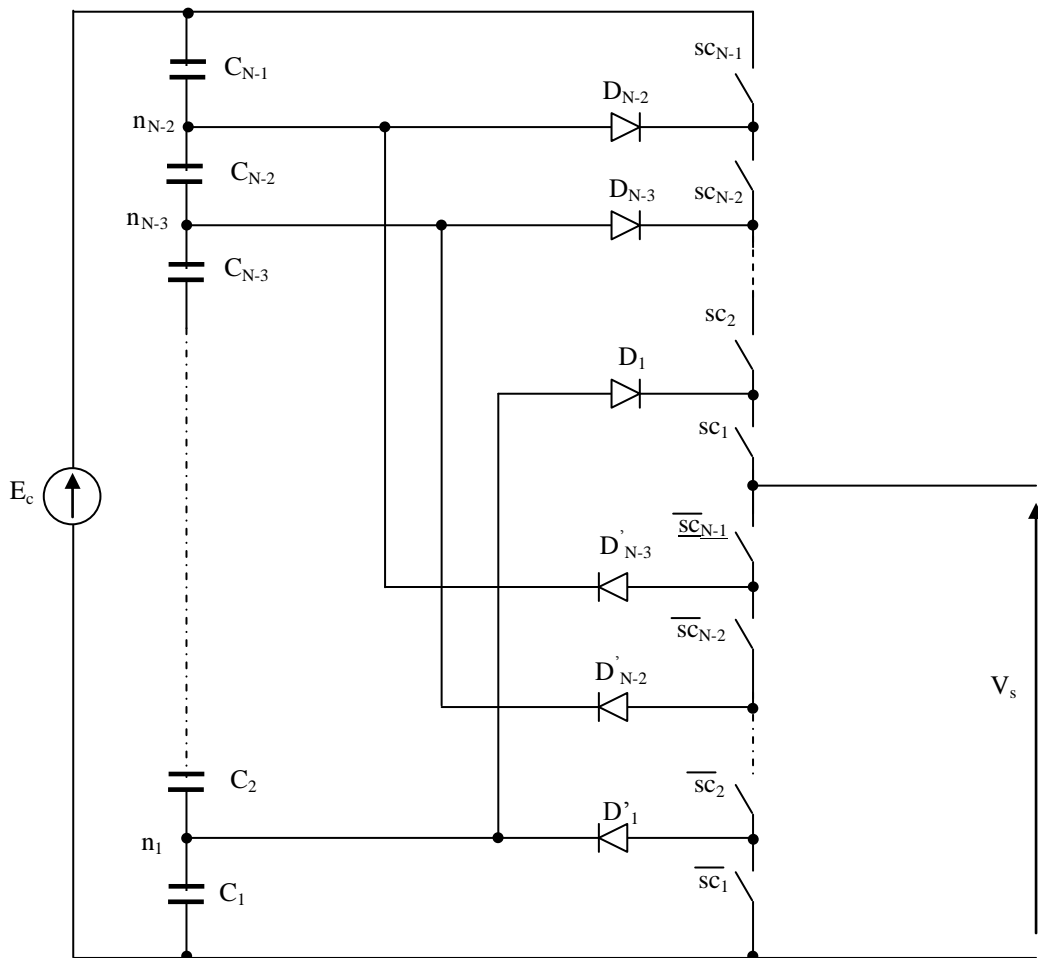 sc_{N-1}
C_{N-1}
D_{N-2}
n_{N-2}
C_{N-2}
sc_{N-2}
D_{N-3}
n_{N-3}
C_{N-3}
sc_2
D_1
sc_1
E_c
\overline{sc}_{N-1}
D^’_{N-3}
\overline{sc}_{N-2}
D^’_{N-2}
V_s
C_2
\overline{sc}_2
D’_1
n_1
C_1
\overline{sc_1}